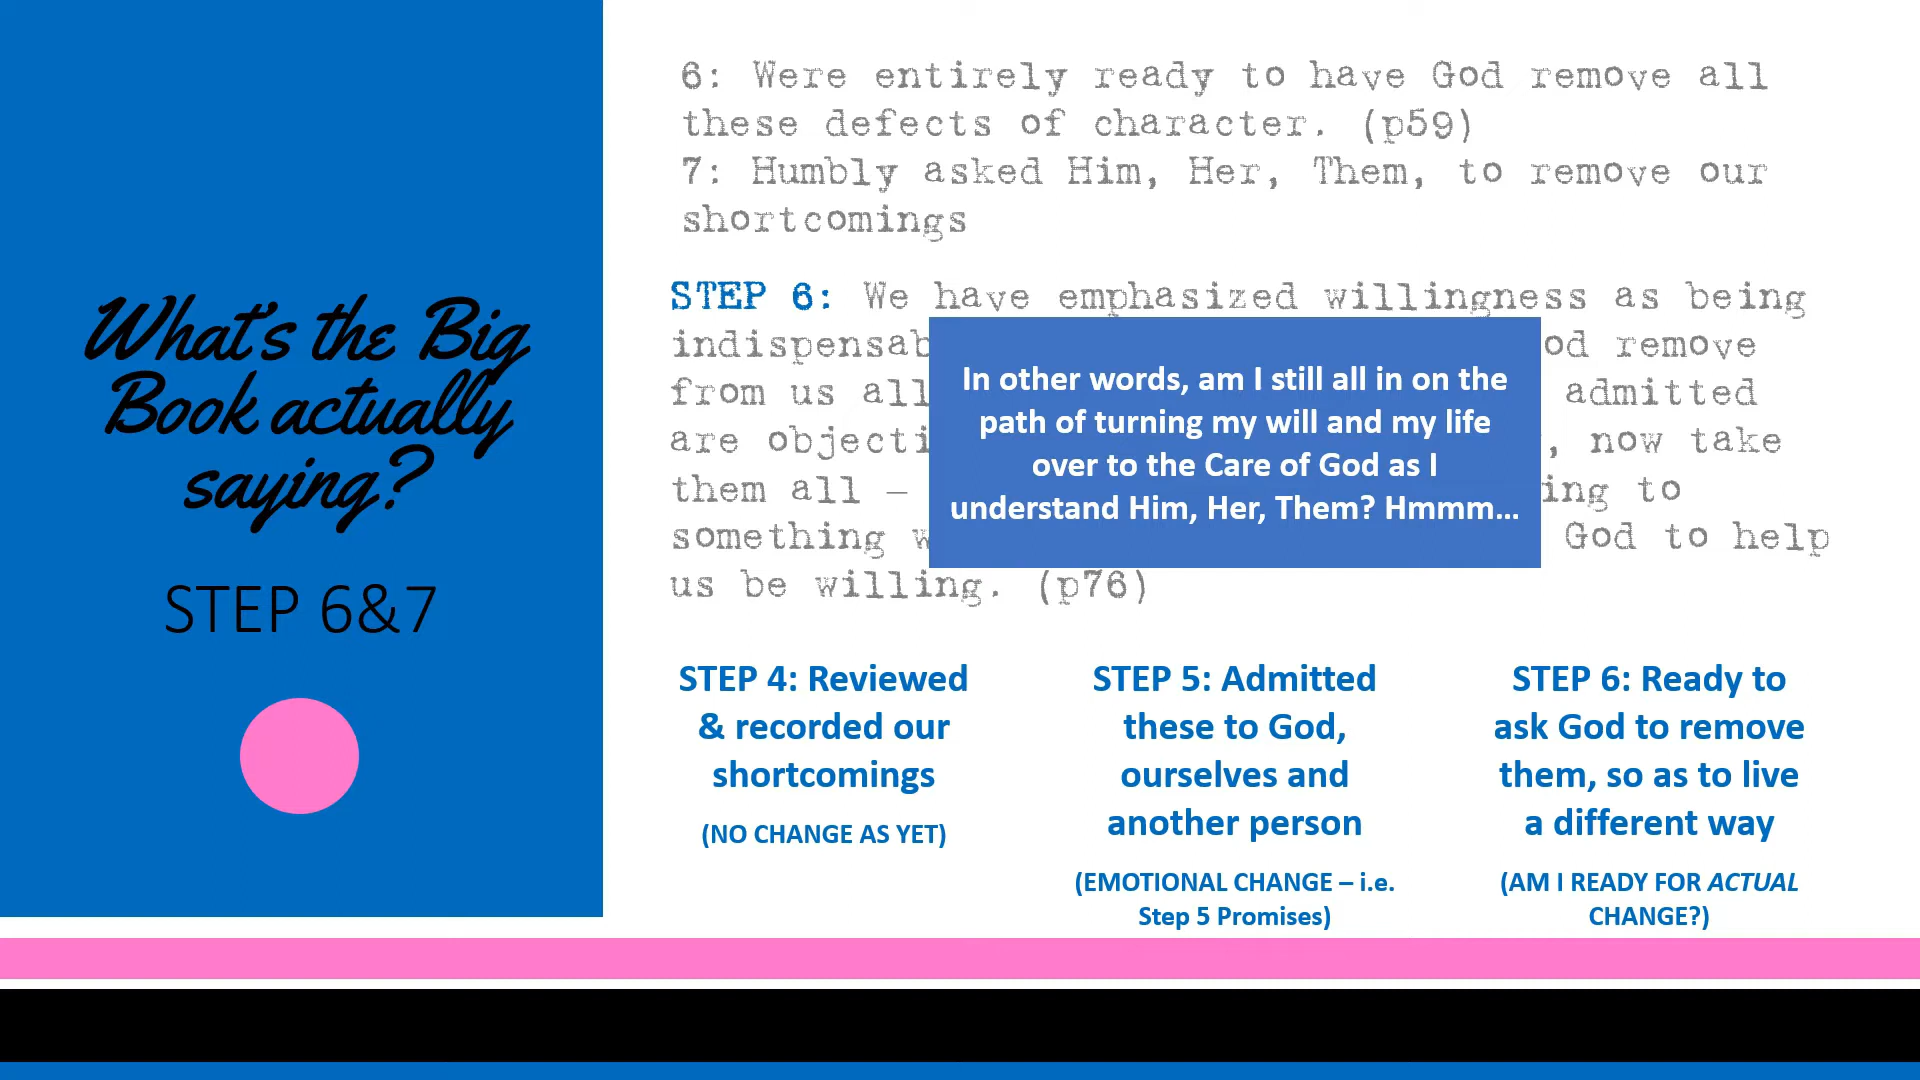 What's the Big
Book actually
saying?
STEP 6&7
6: Were entirely ready to have God remove all
these defects of character. (p59)
7: Humbly asked Him, Her, Them, to remove our
shortcomings
STEP 6: We have emphasized willingness as being
od remove
from us all admitted
are , now take
them all – ing to
something God to help
us be willing. (p76)
In other words, am I still all in on the
path of turning my will and my life
over to the Care of God as I
understand Him, Her, Them? Hmmm...
STEP 4: Reviewed
& recorded our
shortcomings
(NO CHANGE AS YET)
STEP 5: Admitted
these to God,
ourselves and
another person
(EMOTIONAL CHANGE – i.e.
Step 5 Promises)
STEP 6: Ready to
ask God to remove
them, so as to live
a different way
(AM I READY FOR ACTUAL
CHANGE?)